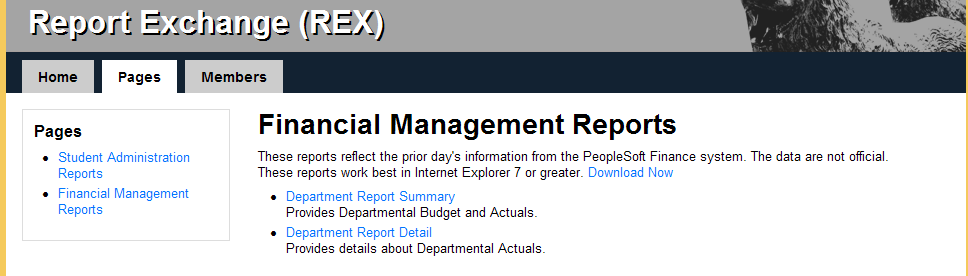 Report Exchange (REX)
Home Pages Members
Pages
Student Administration
Reports
Financial Management
Reports
Financial Management Reports
These reports reflect the prior day's information from the PeopleSoft Finance system. The data are not official.
These reports work best in Internet Explorer 7 or greater. Download Now
Department Report Summary
Provides Departmental Budget and Actuals.
Department Report Detail
Provides details about Departmental Actuals.